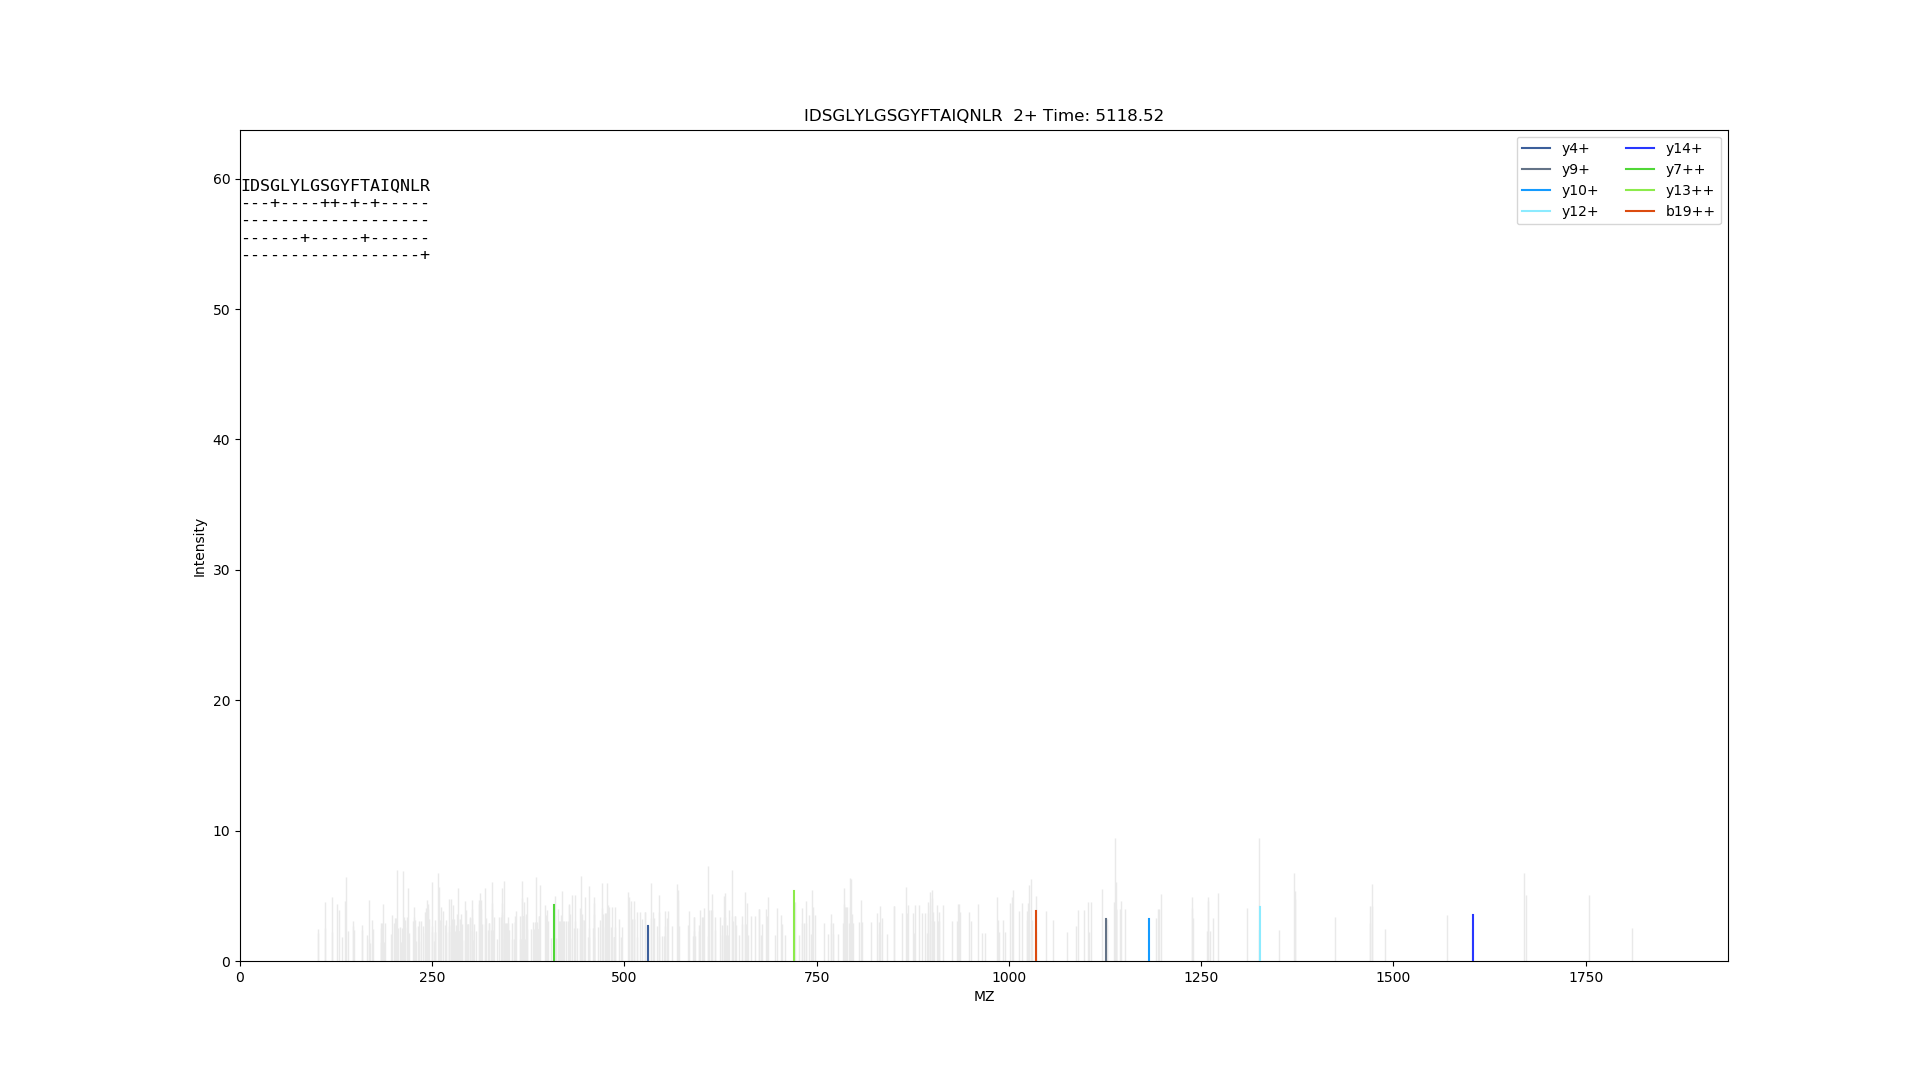 IDSGLYLGSGYFTAIQNLR  2+ Time: 5118.52
y4+
y9+
y10+
y12+
y14+
y7++
y13++
b19++
IDSGLYLGSGYFTAIQNLR
---+----++-+-+-----
-------------------
------+-----+------
------------------+
60
50
40
30
20
10
0
Intensity
0 250 500 750 1000 1250 1500 1750
MZ